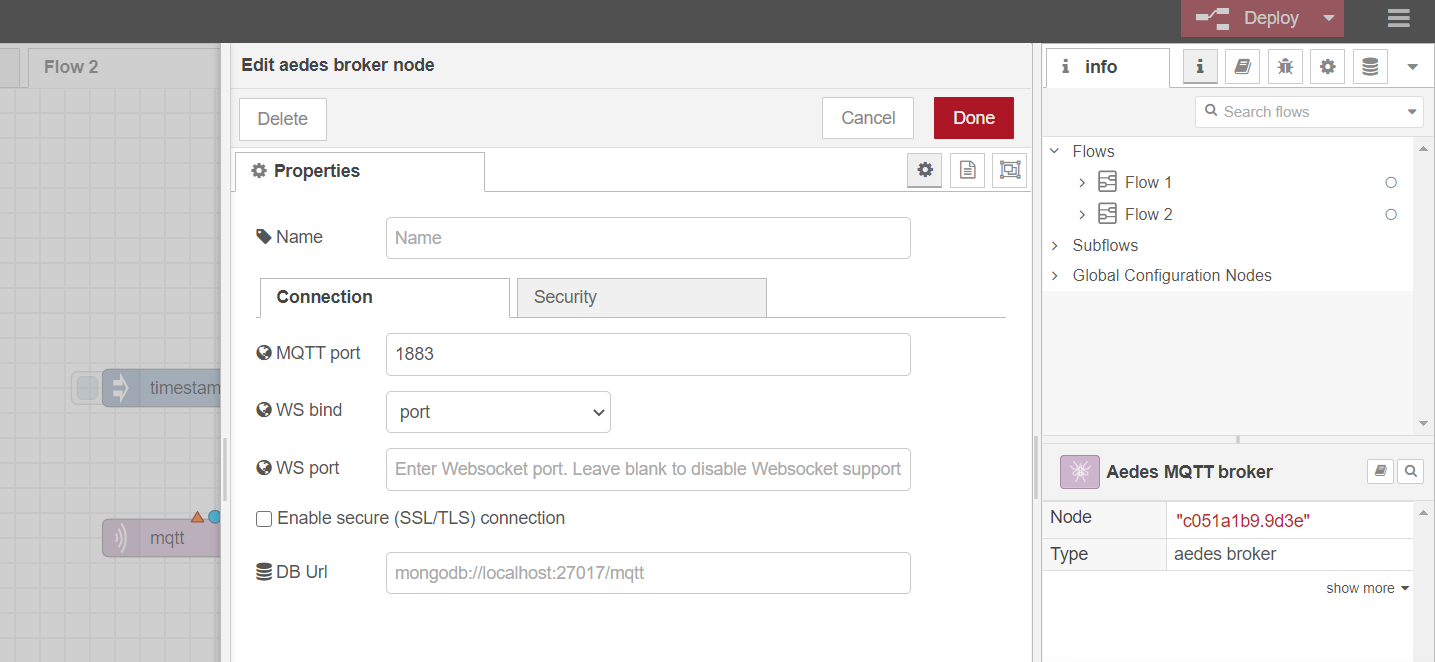 Deploy
Flow 2
Edit aedes broker node
Delete
Cancel
Done
Properties
Name
Name
Connection
Security
MQTT port
1883
WS bind
port
WS port
Enter Websocket port. Leave blank to disable Websocket support
Enable secure (SSL/TLS) connection
DB Url
mongodb://localhost:27017/mqtt
timestam
mqtt
info
Search flows
Flows
Flow 1
Flow 2
Subflows
Global Configuration Nodes
Aedes MQTT broker
Node
"c051a1b9.9d3e"
Type
aedes broker
show more